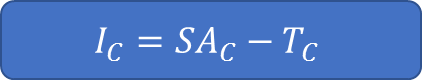 I_C = SA_C − T_C